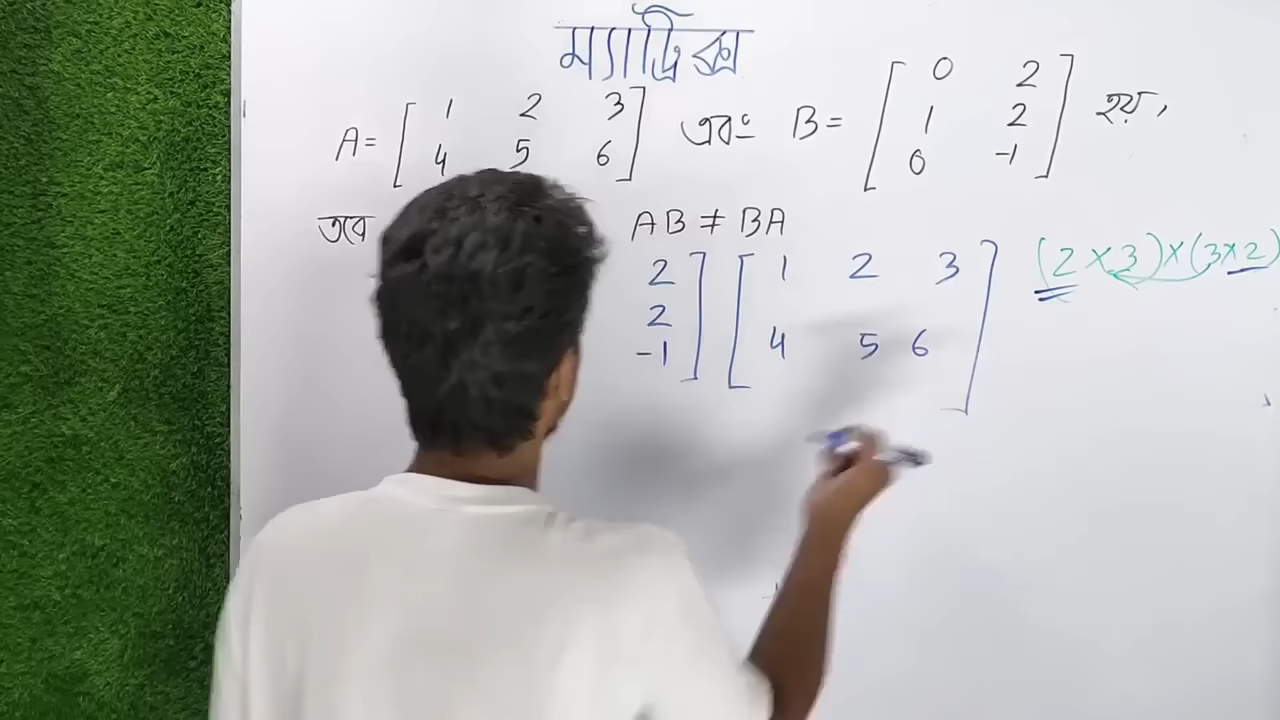 ম্যাট্রিক্স
A = [ 1 2 3 এবং B = [ 0 2
4 5 6 ] 1 2
0 -1 ] হয়,
তবে AB ≠ BA
2 ] [ 1 2 3 (2×3)×(3×2)
2
-1 4 5 6 ]